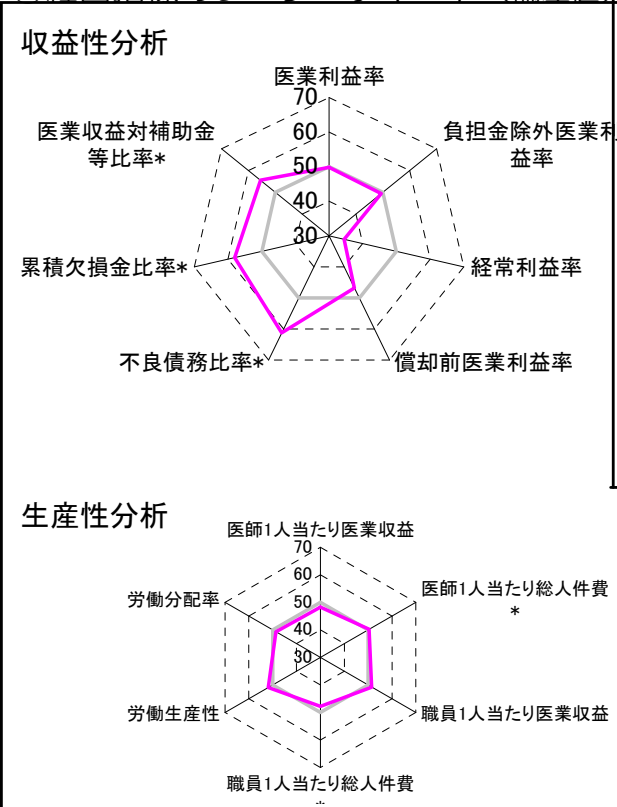 収益性分析
医業利益率
70
60
50
40
30
医業収益対補助金
等比率*
負担金除外医業利
益率
累積欠損金比率*
経常利益率
不良債務比率*
償却前医業利益率
生産性分析
医師1人当たり医業収益
70
60
50
40
30
労働分配率
医師1人当たり総人件費
*
労働生産性
職員1人当たり医業収益
職員1人当たり総人件費
*